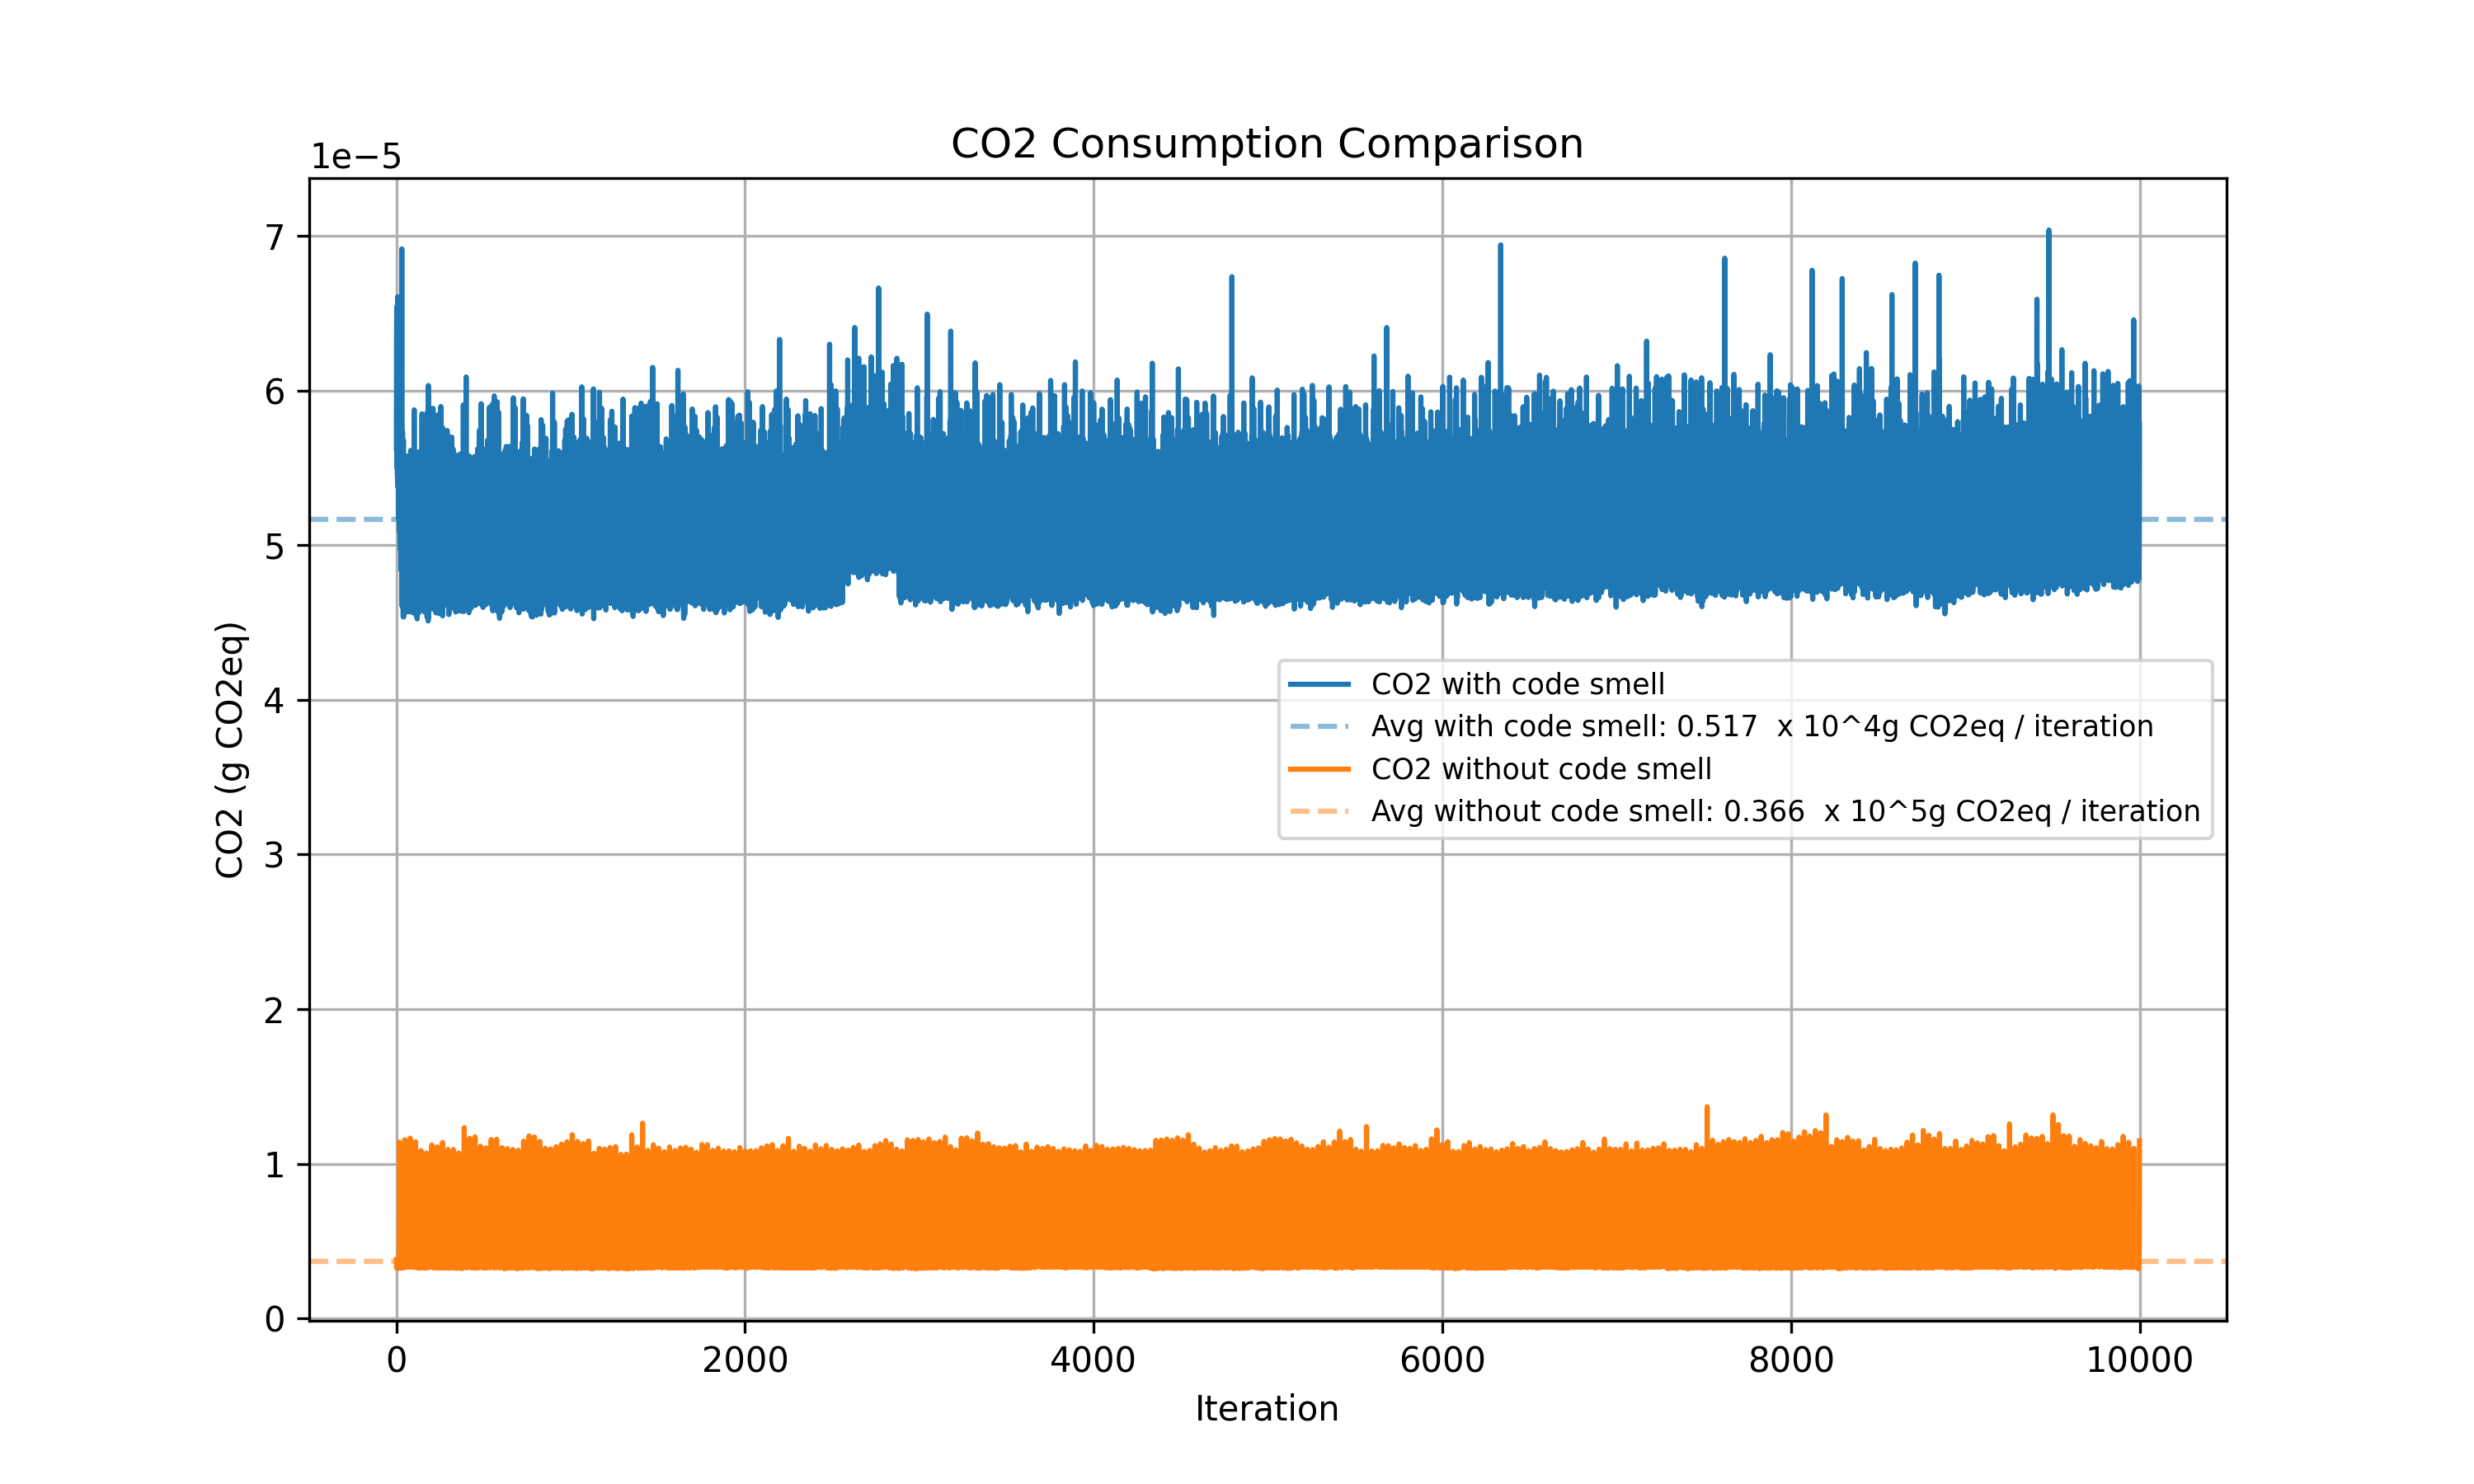 CO2 Consumption Comparison
1e−5
7
6
5
4
3
2
1
0
CO2 (g CO2eq)
CO2 with code smell
Avg with code smell: 0.517  x 10^4g CO2eq / iteration
CO2 without code smell
Avg without code smell: 0.366  x 10^5g CO2eq / iteration
0 2000 4000 6000 8000 10000
Iteration